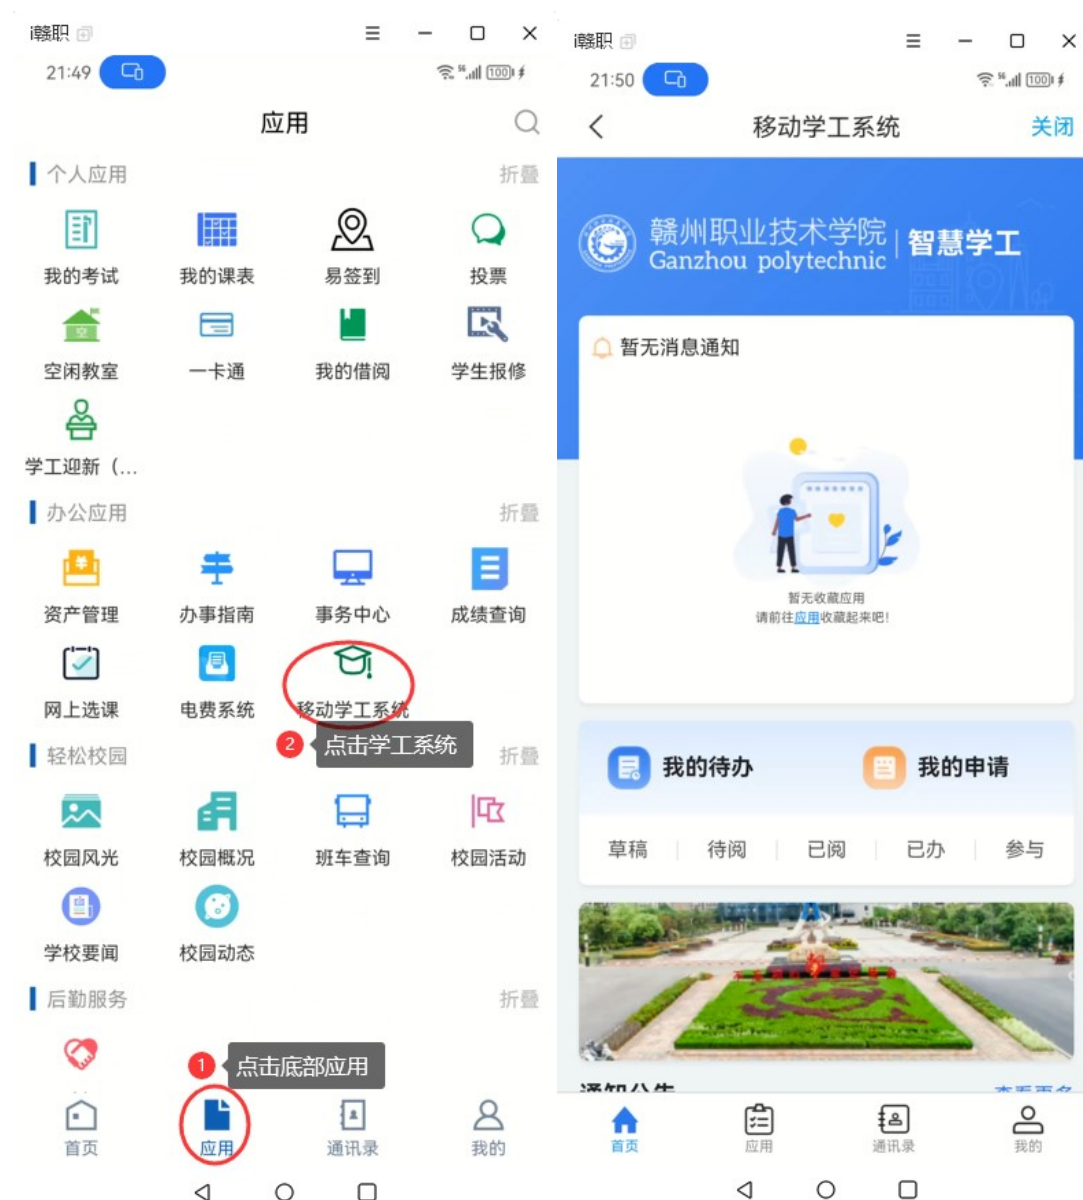 i赣职
21:49
100
应用
个人应用 折叠
我的考试 我的课表 易签到 投票
空闲教室 一卡通 我的借阅 学生报修
学工迎新（...
办公应用 折叠
资产管理 办事指南 事务中心 成绩查询
网上选课 电费系统 移动学工系统
2 点击学工系统
轻松校园 折叠
校园风光 校园概况 班车查询 校园活动
学校要闻 校园动态
后勤服务 折叠
1 点击底部应用
首页 应用 通讯录 我的
i赣职
21:50
100
移动学工系统 关闭
赣州职业技术学院 智慧学工
Ganzhou polytechnic
暂无消息通知
暂无收藏应用
请前往应用收藏起来吧!
我的待办 我的申请
草稿 待阅 已阅 已办 参与
通知公告 查看更多
首页 应用 通讯录 我的